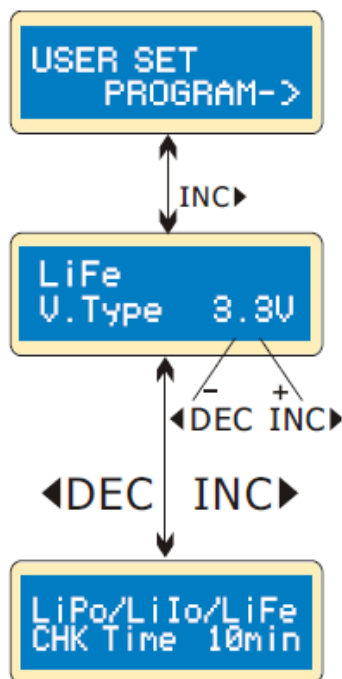 USER SET
PROGRAM->
INC▶
LiFe
V.Type 3.3V
- +
◀DEC INC▶
◀DEC INC▶
LiPo/LiIo/LiFe
CHK Time 10min